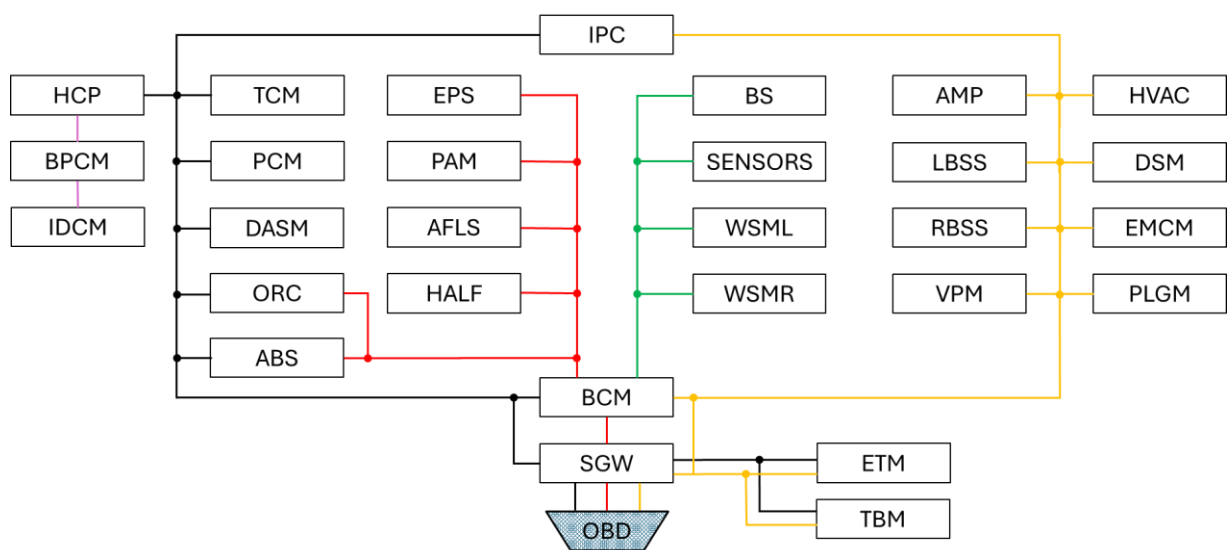 IPC
HCP
TCM
EPS
BS
AMP
HVAC
BPCM
PCM
PAM
SENSORS
LBSS
DSM
IDCM
DASM
AFLS
WSML
RBSS
EMCM
ORC
HALF
WSMR
VPM
PLGM
ABS
BCM
SGW
ETM
TBM
OBD